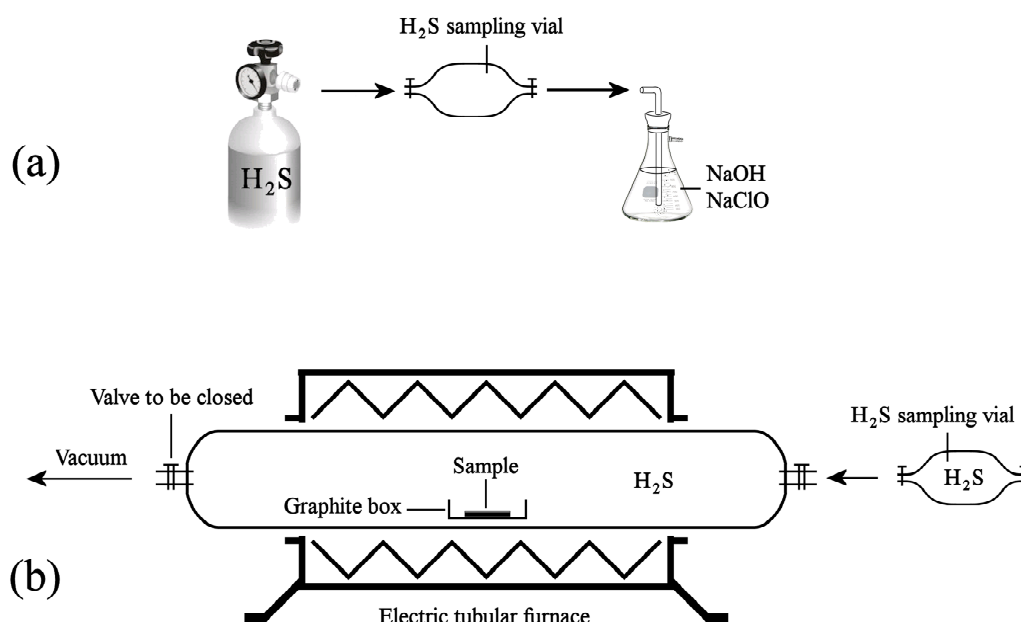 H₂S sampling vial
(a)
H₂S
NaOH
NaClO
Valve to be closed
H₂S sampling vial
Vacuum
Sample
H₂S
H₂S
Graphite box
(b)
Electric tubular furnace